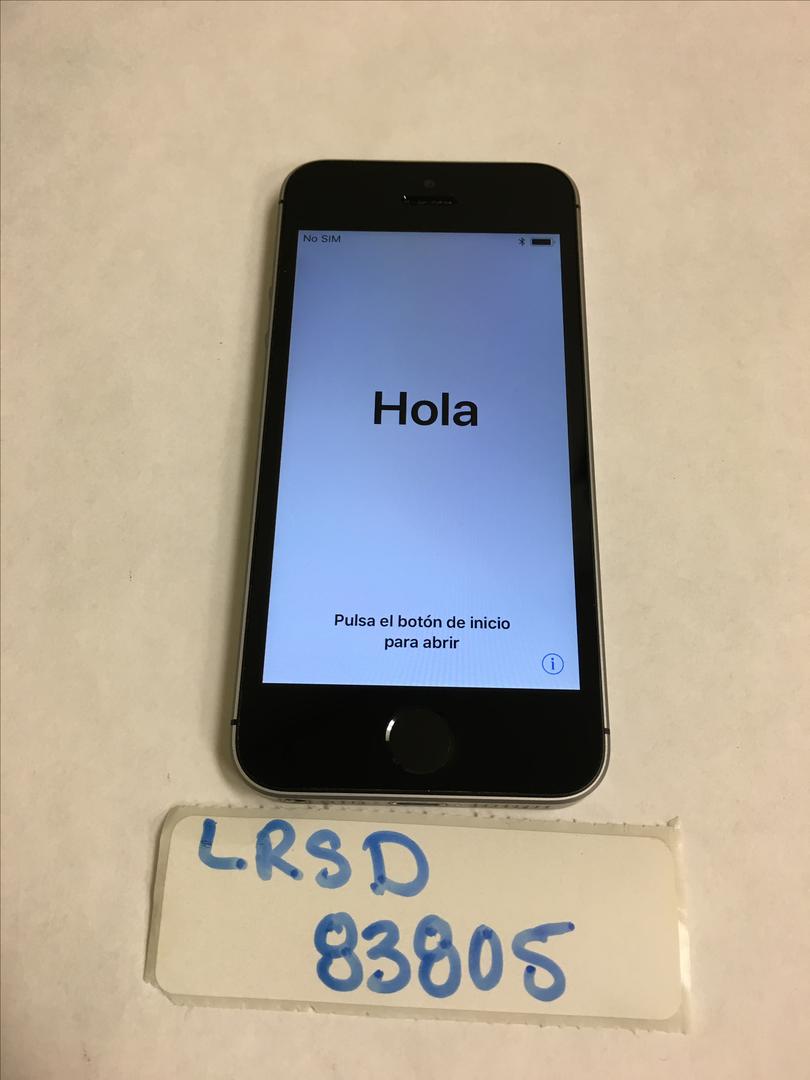 No SIM
Hola
Pulsa el botón de inicio
para abrir
LRSD
83805